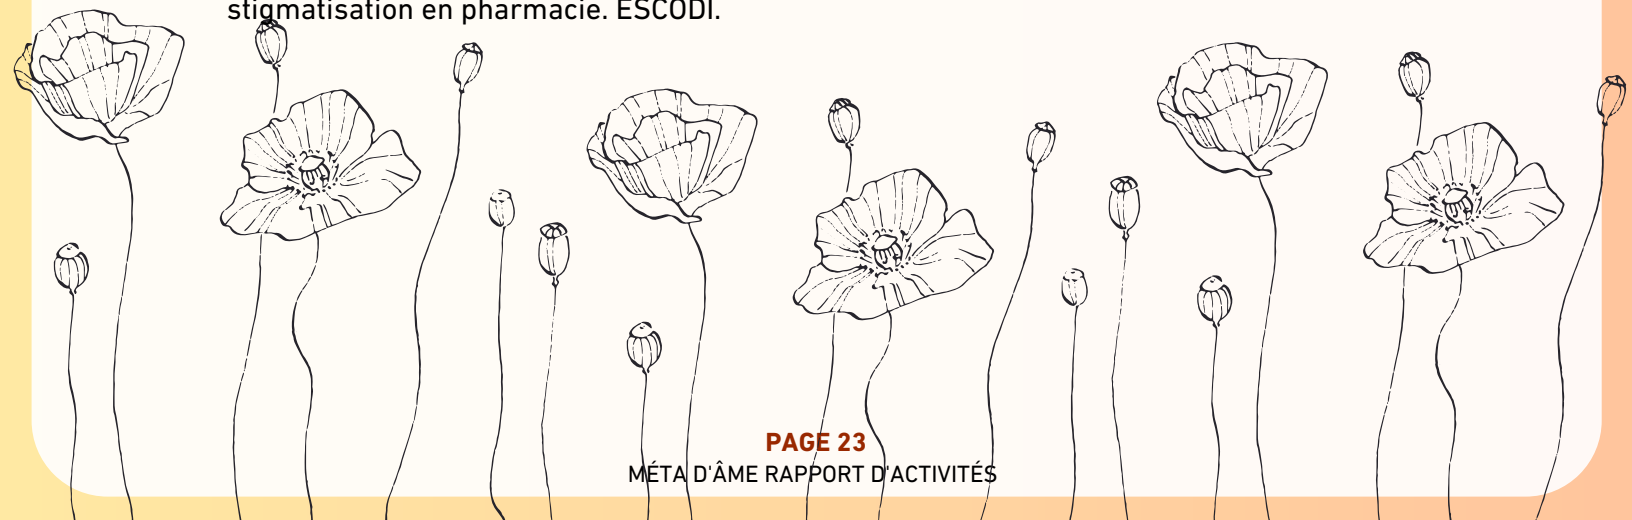 stigmatisation en pharmacie. ESCODI.
PAGE 23
MÉTA D'ÂME RAPPORT D'ACTIVITÉS